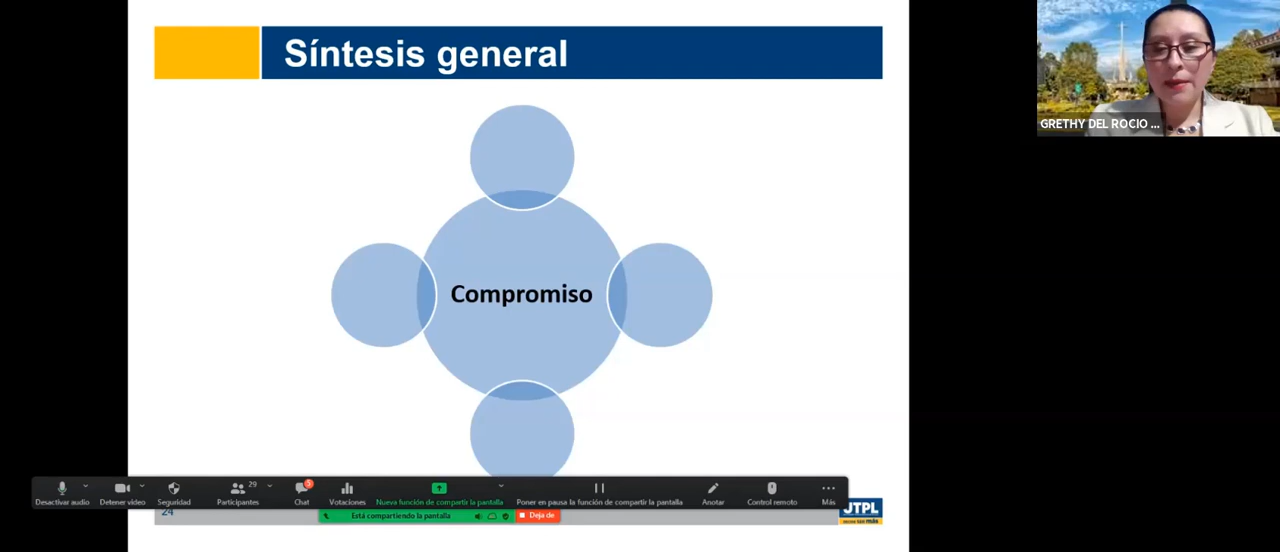 Síntesis general
GRETHY DEL ROCIO ...
Compromiso
29
5
Desactivar audio
Detener video
Seguridad
Participantes
Chat
Votaciones
Nueva función de compartir la pantalla
Poner en pausa la función de compartir la pantalla
Anotar
Control remoto
Más
24
Está compartiendo la pantalla
Deja de
UTPL